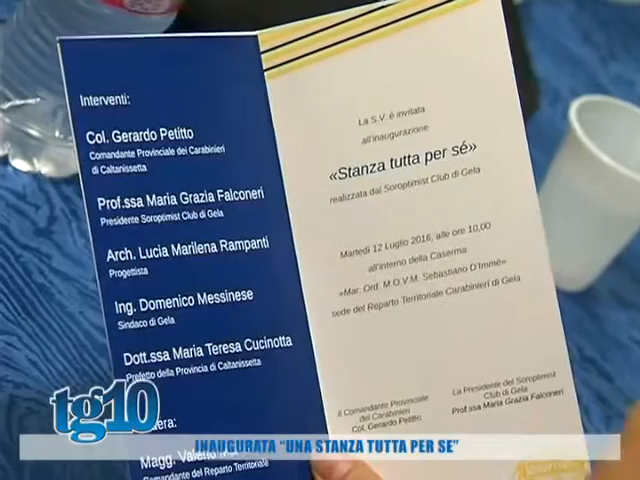 Interventi:
Col. Gerardo Petitto
Comandante Provinciale dei Carabinieri
di Caltanissetta
Prof.ssa Maria Grazia Falconeri
Presidente Soroptimist Club di Gela
Arch. Lucia Marilena Rampanti
Progettista
Ing. Domenico Messinese
Sindaco di Gela
Dott.ssa Maria Teresa Cucinotta
Prefetto della Provincia di Caltanissetta
Magg.
Comandante del Reparto Territoriale
La S.V. è invitata
all'inaugurazione
«Stanza tutta per sé»
realizzata dal Soroptimist Club di Gela
Martedì 12 Luglio 2016, alle ore 10,00
all'interno della Caserma
«Mar. Ord. M.O.V.M. Sebastiano D'Immè»
sede del Reparto Territoriale Carabinieri di Gela
Il Comandante Provinciale
dei Carabinieri
Col. Gerardo Petitto
La Presidente del Soroptimist
Club di Gela
Prof.ssa Maria Grazia Falconeri
tg10
INAUGURATA "UNA STANZA TUTTA PER SE"